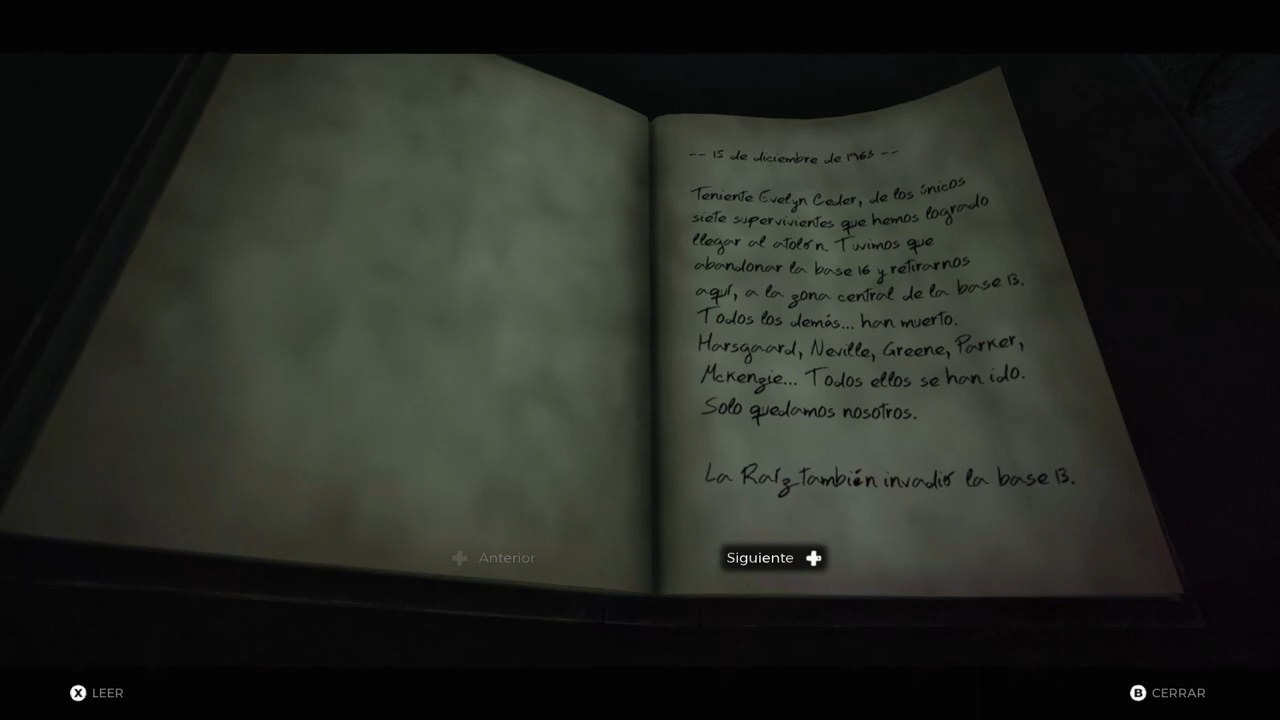 -- 15 de diciembre de 1968 --
Teniente Evelyn Ceder, de los únicos
siete supervivientes que hemos logrado
llegar al atolón. Tuvimos que
abandonar la base 16 y retirarnos
aquí, a la zona central de la base 13.
Todos los demás... han muerto.
Harsgaard, Neville, Greene, Parker,
McKenzie... Todos ellos se han ido.
Solo quedamos nosotros.
La Raíz también invadió la base 13.
Anterior
Siguiente
X LEER
B CERRAR